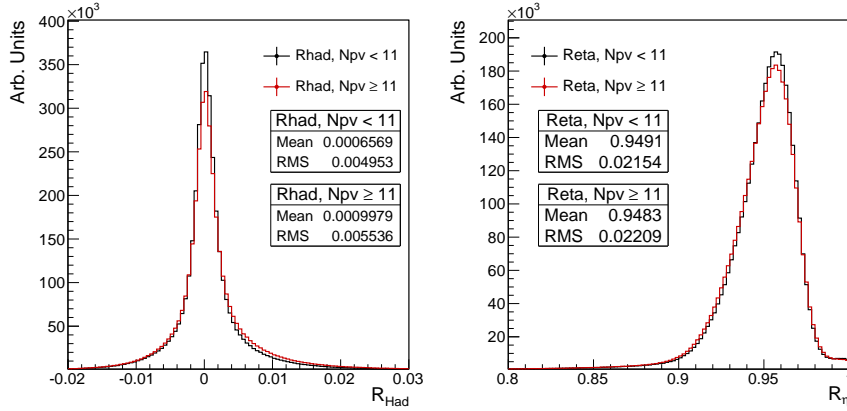 ×10³
Arb. Units
400
350
300
250
200
150
100
50
-0.02 -0.01 0 0.01 0.02 0.03
R_Had
Rhad, Npv < 11
Rhad, Npv ≥ 11
Rhad, Npv < 11
Mean 0.0006569
RMS 0.004953
Rhad, Npv ≥ 11
Mean 0.0009979
RMS 0.005536
×10³
Arb. Units
200
180
160
140
120
100
80
60
40
20
0.8 0.85 0.9 0.95
R_η
Reta, Npv < 11
Reta, Npv ≥ 11
Reta, Npv < 11
Mean 0.9491
RMS 0.02154
Reta, Npv ≥ 11
Mean 0.9483
RMS 0.02209